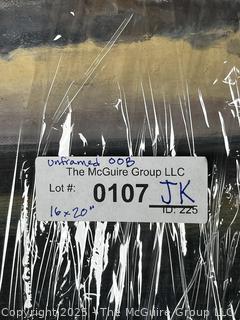 unframed OOB
The McGuire Group LLC
Lot #: 0107 JK
16 x 20" ID: 225
Copyright 2025 - The McGuire Group LLC